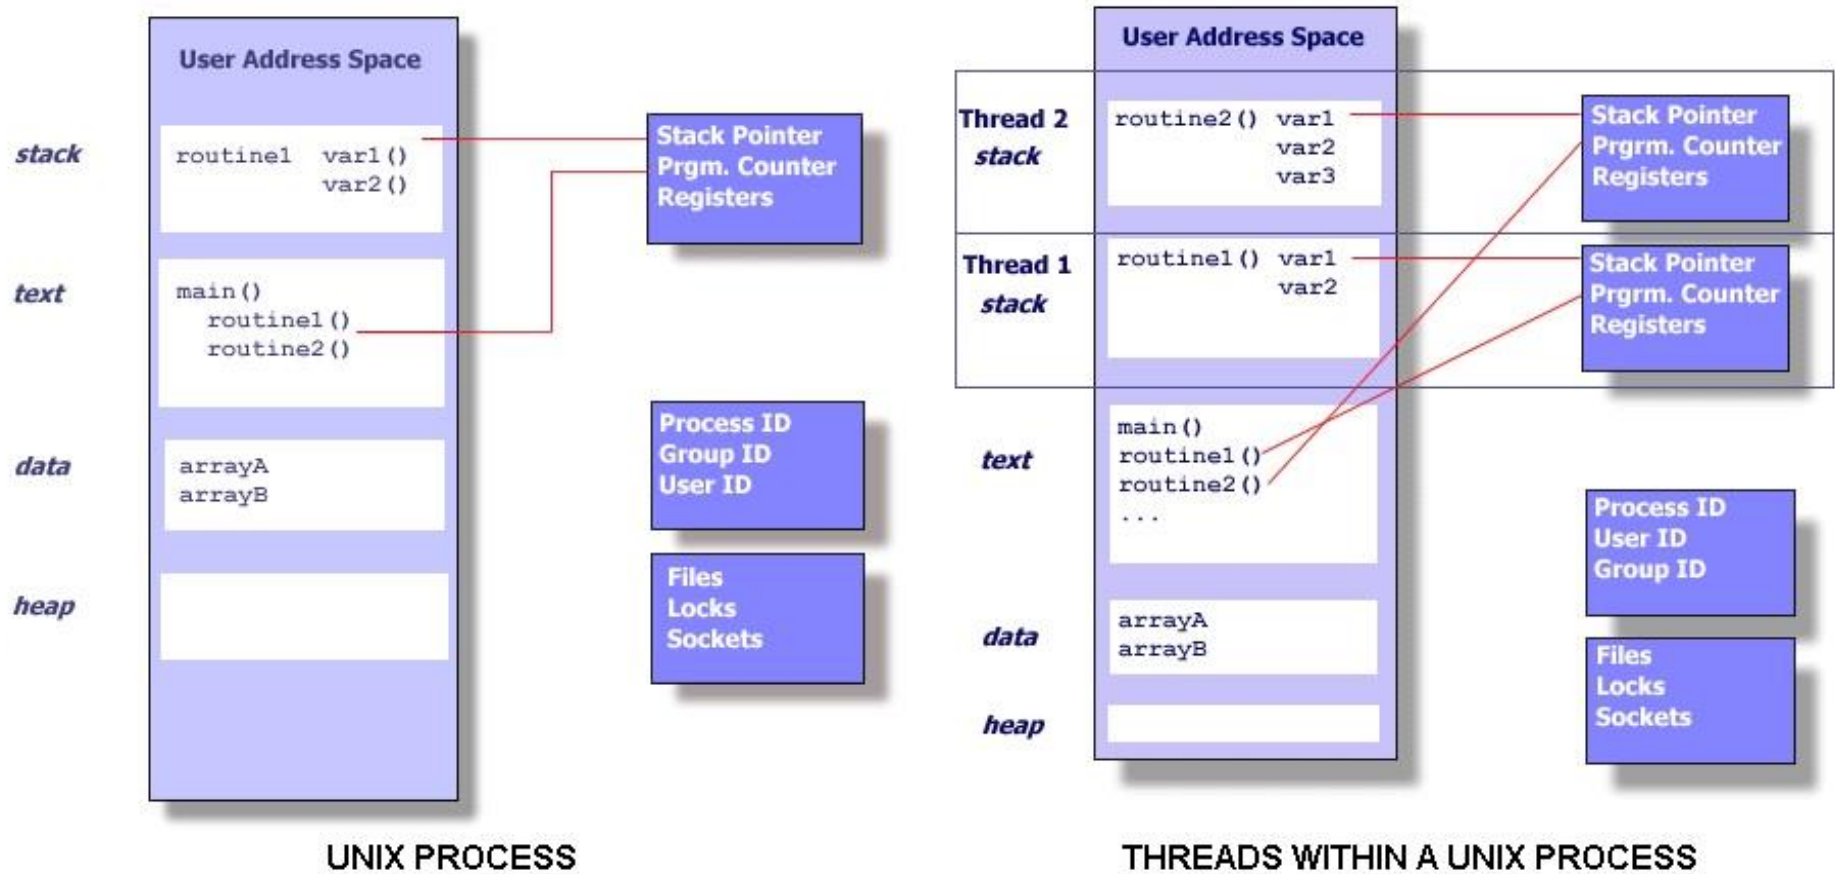 User Address Space
stack
routine1 var1()
var2()
Stack Pointer
Prgm. Counter
Registers
text
main()
routine1()
routine2()
Process ID
Group ID
User ID
data
arrayA
arrayB
Files
Locks
Sockets
heap
UNIX PROCESS
User Address Space
Thread 2
stack
routine2() var1
var2
var3
Stack Pointer
Prgrm. Counter
Registers
Thread 1
stack
routine1() var1
var2
Stack Pointer
Prgrm. Counter
Registers
text
main()
routine1()
routine2()
...
Process ID
User ID
Group ID
data
arrayA
arrayB
Files
Locks
Sockets
heap
THREADS WITHIN A UNIX PROCESS